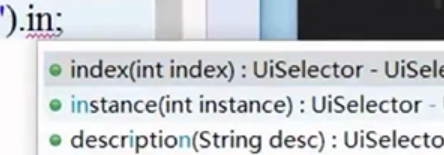 ').in;
index(int index) : UiSelector - UiSele
instance(int instance) : UiSelector -
description(String desc) : UiSelecto